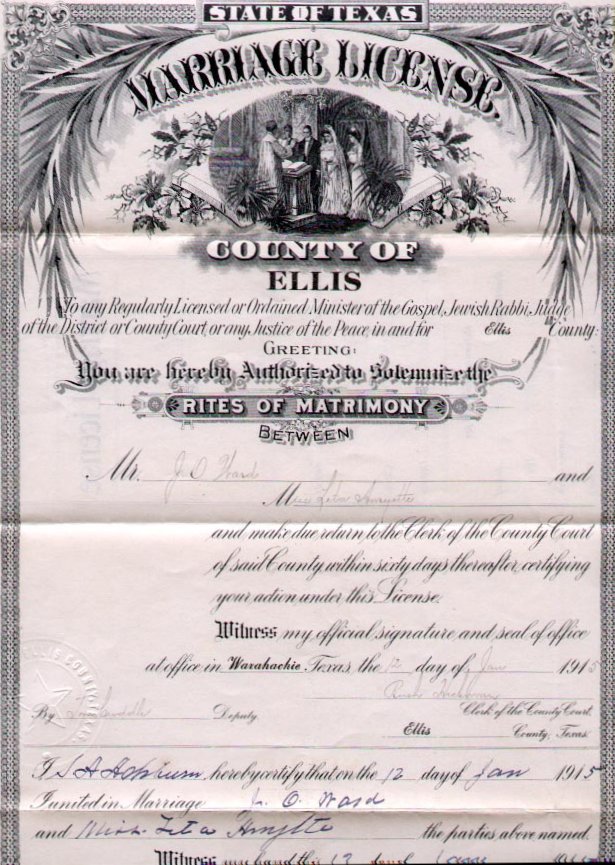 STATE OF TEXAS
MARRIAGE LICENSE.
COUNTY OF
ELLIS
To any Regularly Licensed or Ordained Minister of the Gospel, Jewish Rabbi, Judge
of the District or County Court, or any Justice of the Peace, in and for Ellis County:
GREETING:
You are hereby Authorized to Solemnize the
RITES OF MATRIMONY
BETWEEN
Mr. J. O. Ward and
Miss
and make due return to the Clerk of the County Court
of said County within sixty days thereafter, certifying
your action under this License.
Witness my official signature and seal of office
at office in Waxahachie Texas, the 12 day of Jan 1915
By Deputy.
Clerk of the County Court,
Ellis County, Texas.
I hereby certify that on the 12 day of Jan 1915
I united in Marriage J. O. Ward
and Miss the parties above named.
Witness my hand this